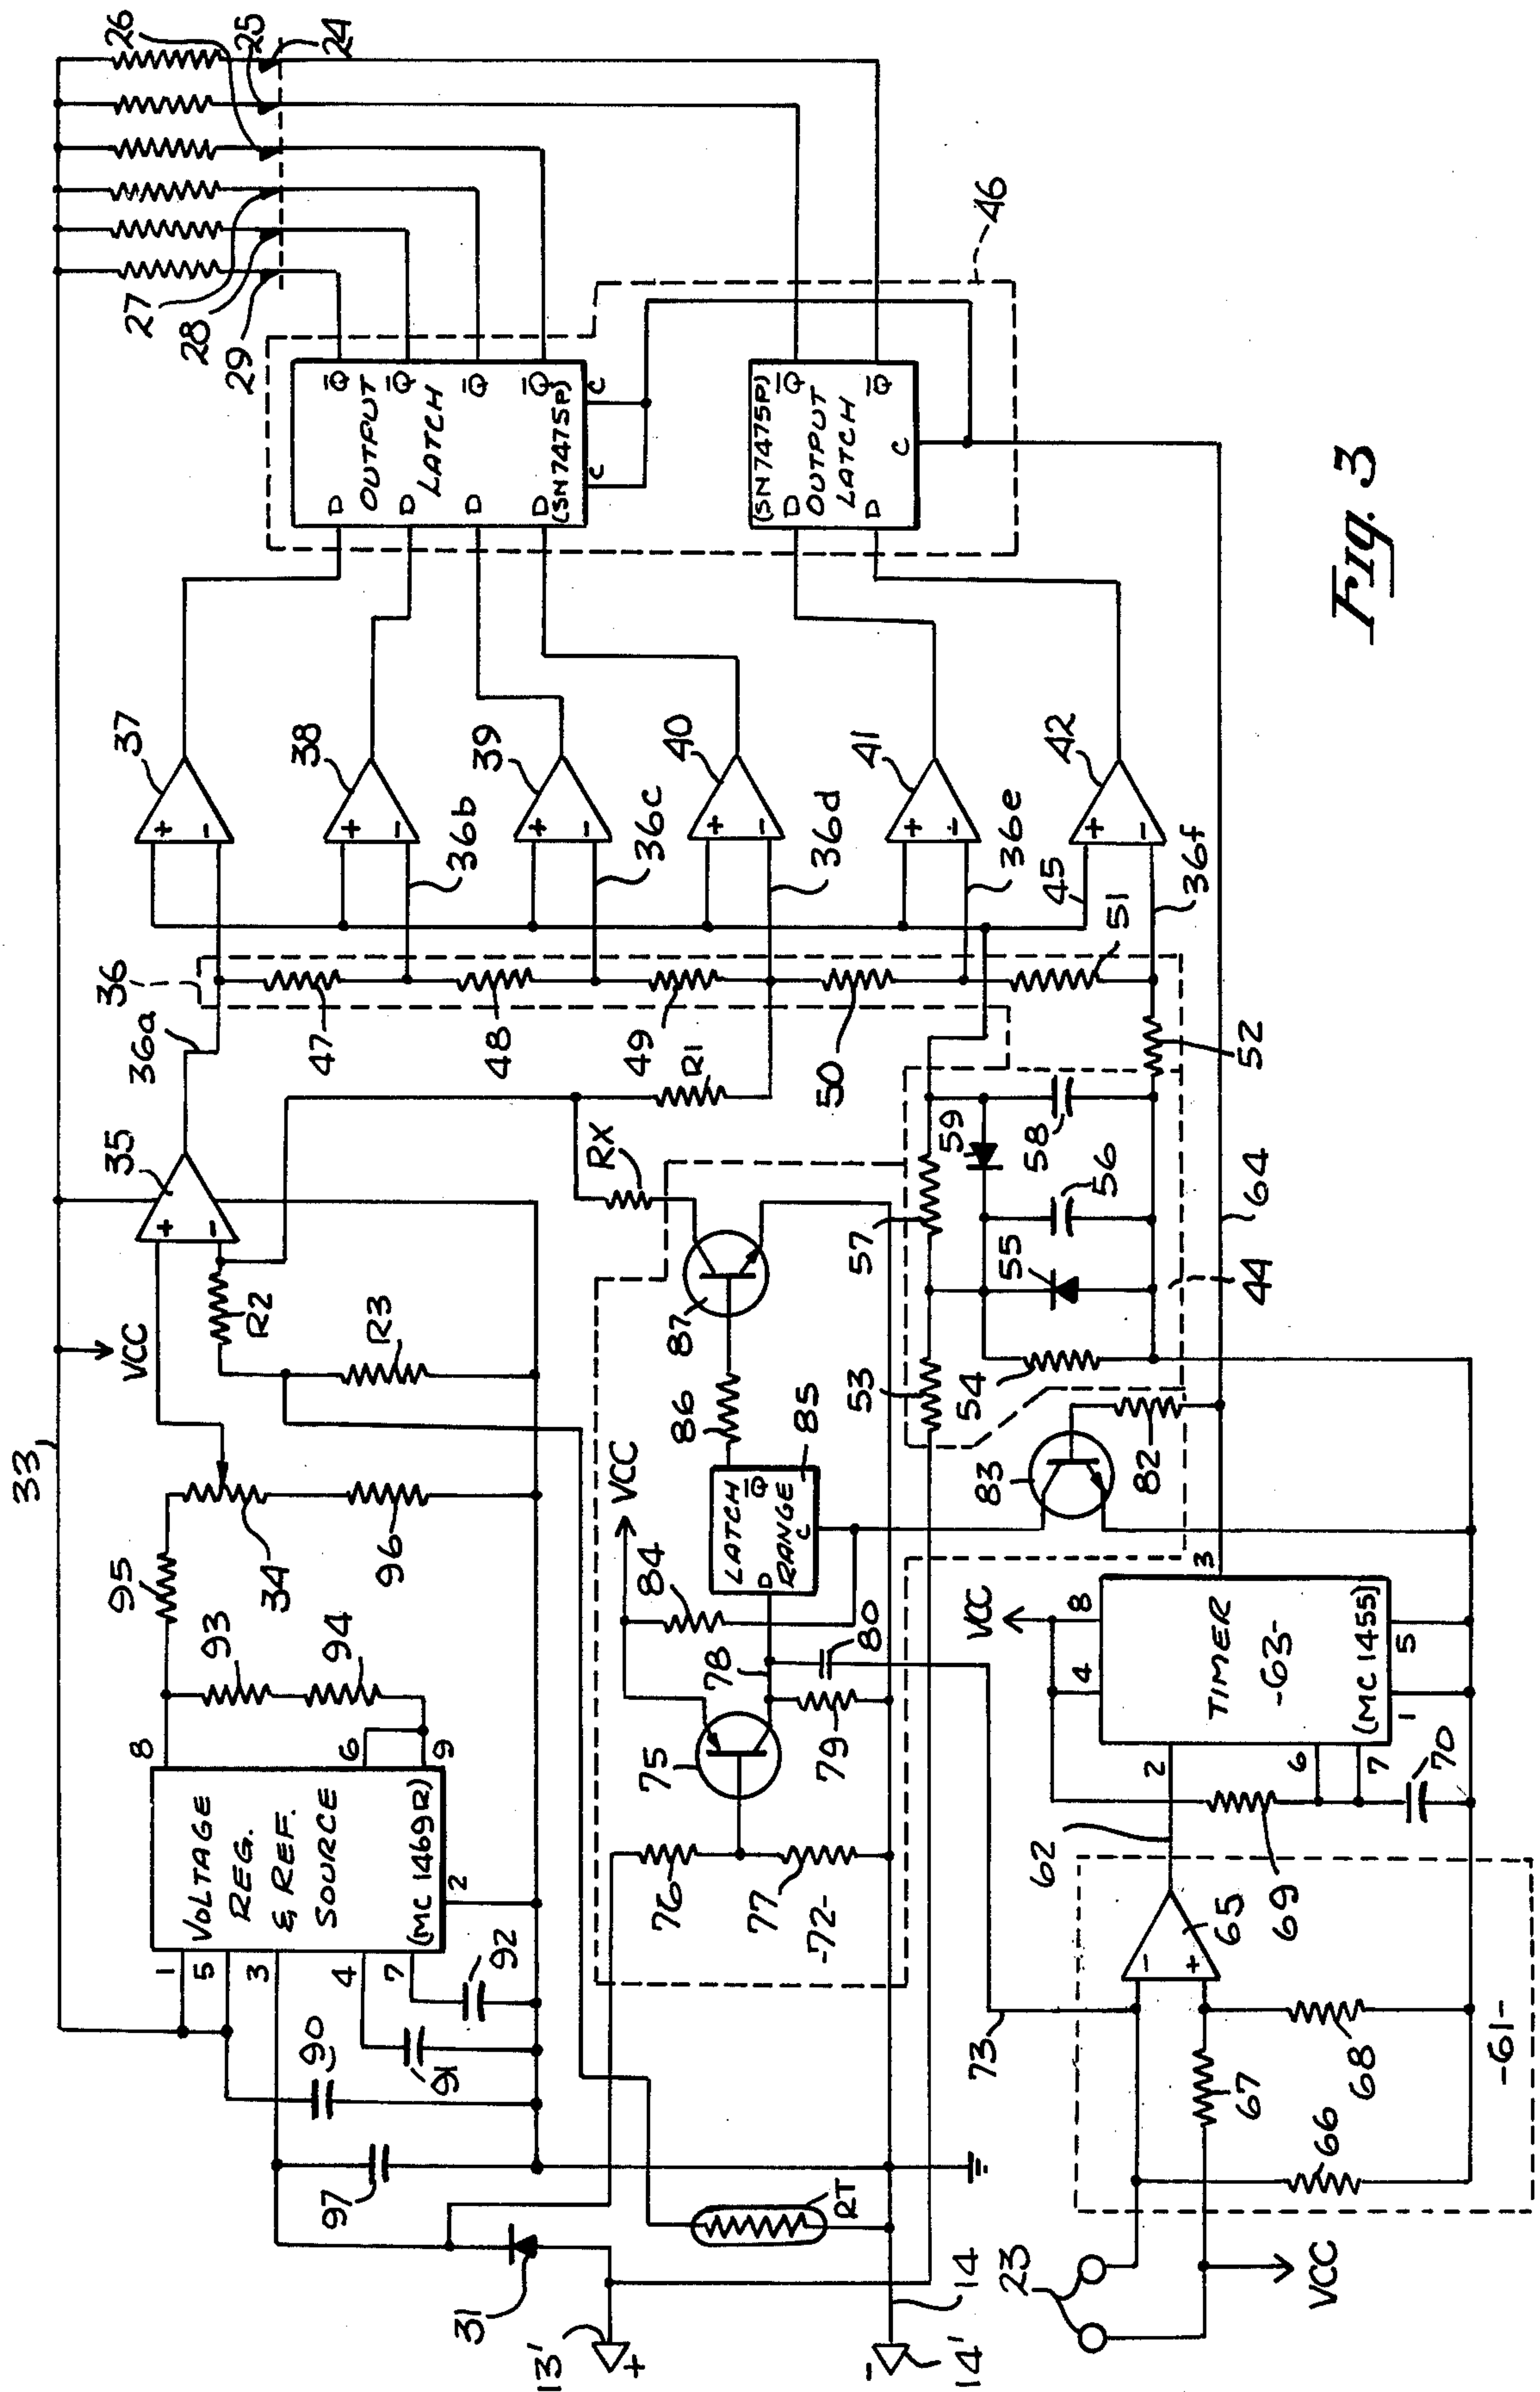 33
VCC
35
36a
36
37
38
39
40
41
42
36b
36c
36d
36e
36f
45
+
-
+
-
+
-
+
-
+
-
+
-
+
-
26
25
24
27
28
29
46
D
D
D
D
Q̅
Q̅
Q̅
Q̅
OUTPUT
LATCH
(SN7475P)
C
C
(SN7475P)
D
Q̅
OUTPUT
LATCH
D
Q̅
C
47
48
49
50
51
52
R1
R2
R3
RX
1
5
3
4
7
8
6
9
2
VOLTAGE
REG.
& REF.
SOURCE
(MC 1469R)
90
91
92
93
94
95
96
97
34
31
13'
+
-
14'
14
RT
VCC
75
76
77
-72-
78
79
80
84
LATCH
Q̅
D
RANGE
C
85
86
87
53
54
55
56
57
58
59
44
64
82
83
VCC
4
8
2
6
7
1
5
3
TIMER
-63-
(MC 1455)
62
69
70
73
-
+
65
66
67
68
-61-
23
VCC
Fig. 3